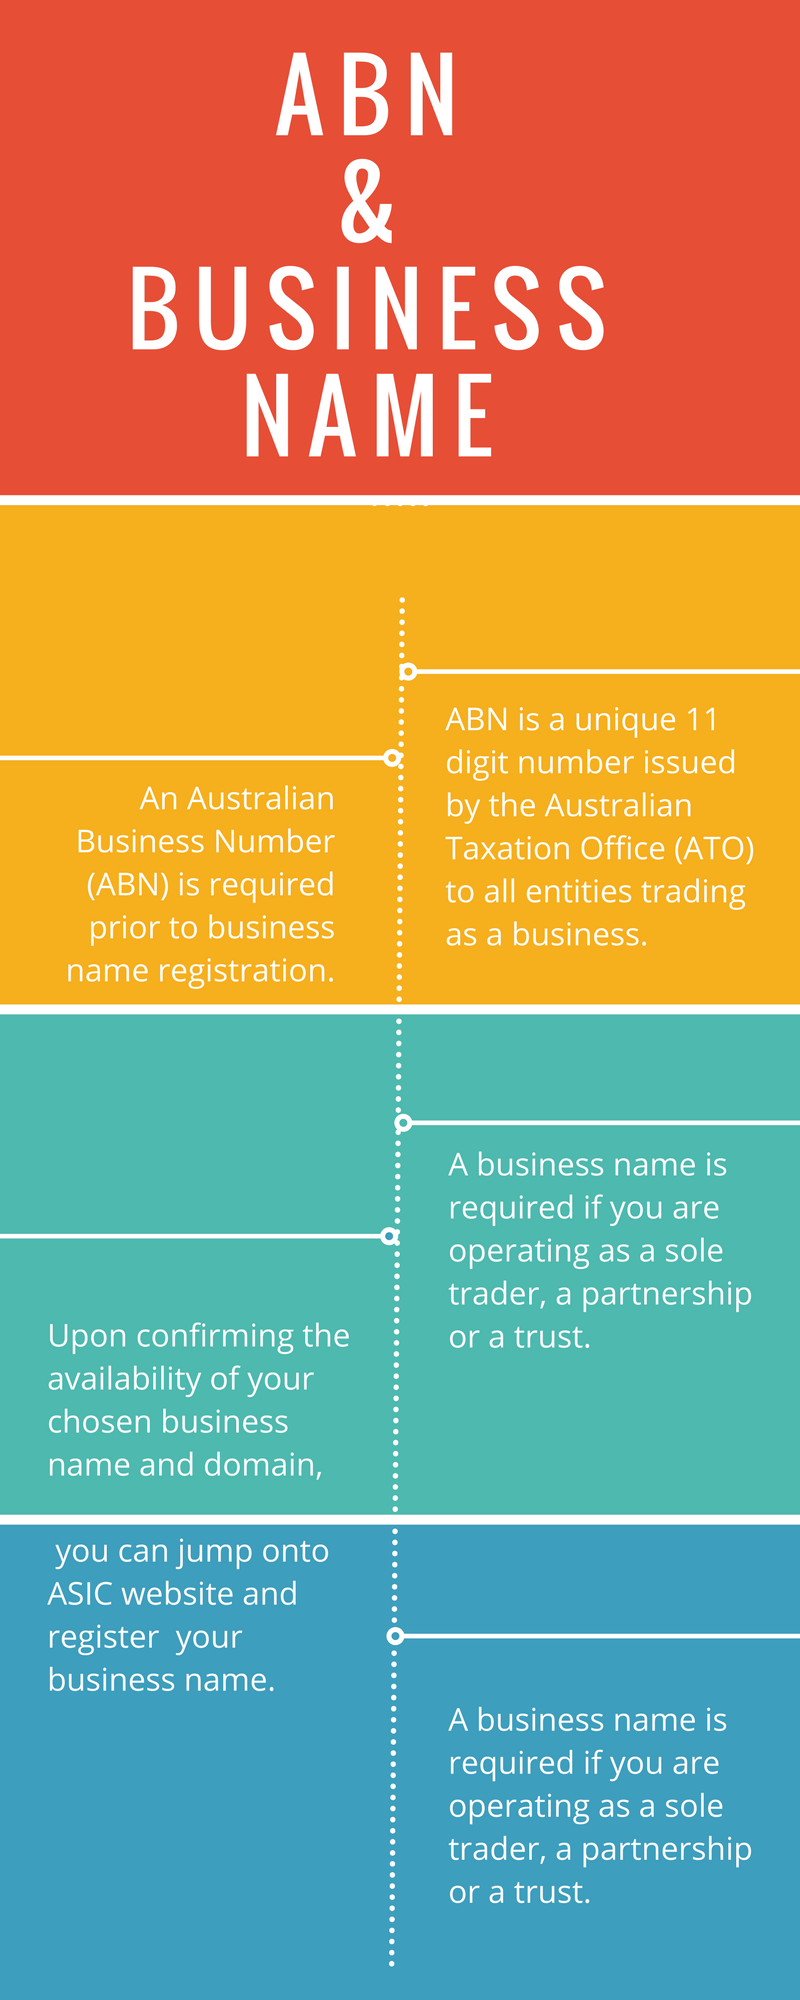 ABN
&
BUSINESS
NAME
ABN is a unique 11
digit number issued
by the Australian
Taxation Office (ATO)
to all entities trading
as a business.
An Australian
Business Number
(ABN) is required
prior to business
name registration.
A business name is
required if you are
operating as a sole
trader, a partnership
or a trust.
Upon confirming the
availability of your
chosen business
name and domain,
you can jump onto
ASIC website and
register  your
business name.
A business name is
required if you are
operating as a sole
trader, a partnership
or a trust.